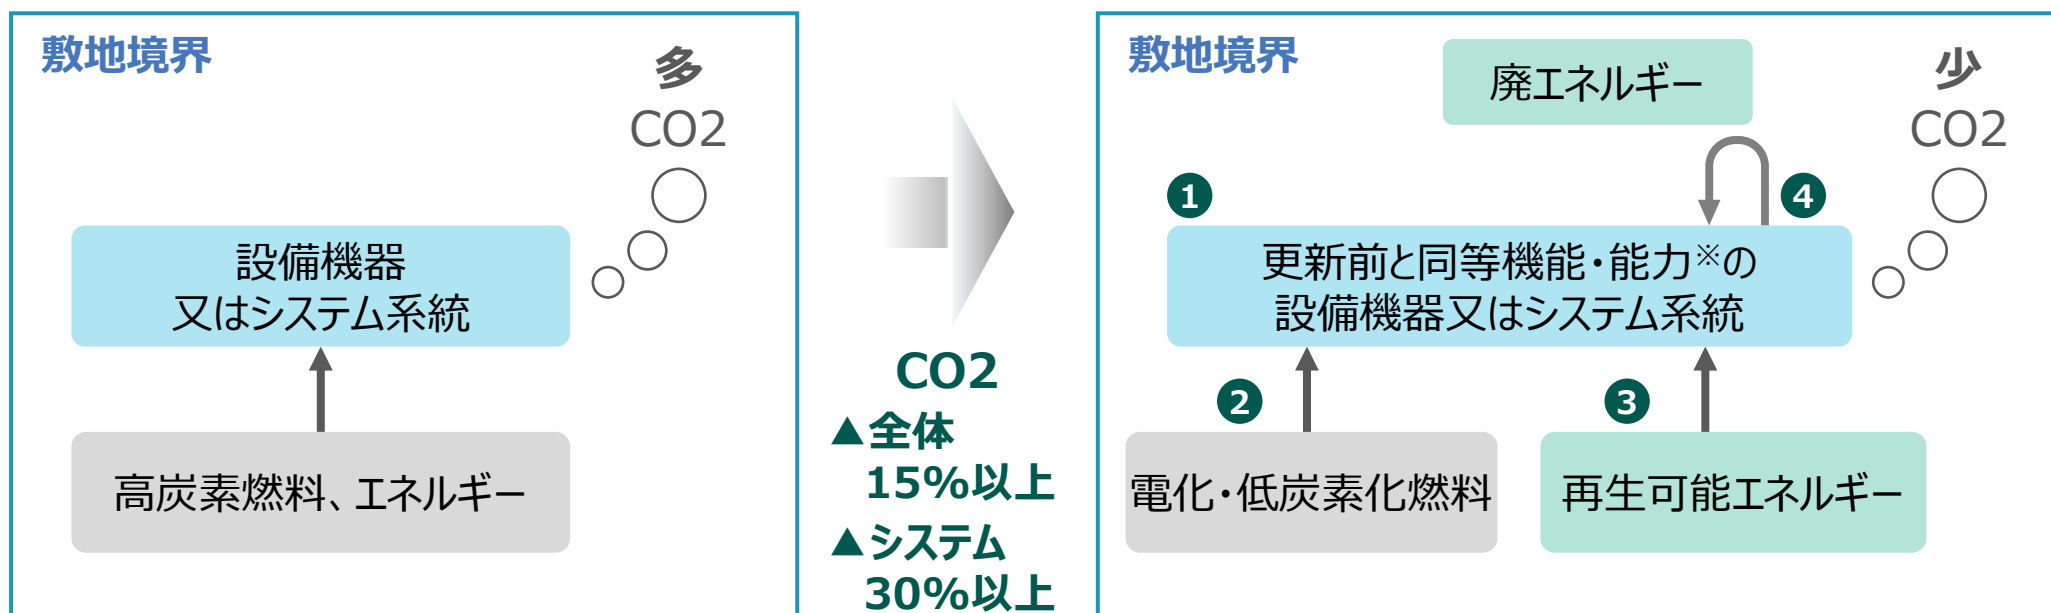 敷地境界
多
CO2
設備機器
又はシステム系統
高炭素燃料、エネルギー
CO2
▲全体
15%以上
▲システム
30%以上
敷地境界
廃エネルギー
少
CO2
1
4
更新前と同等機能・能力※の
設備機器又はシステム系統
2
3
電化・低炭素化燃料
再生可能エネルギー